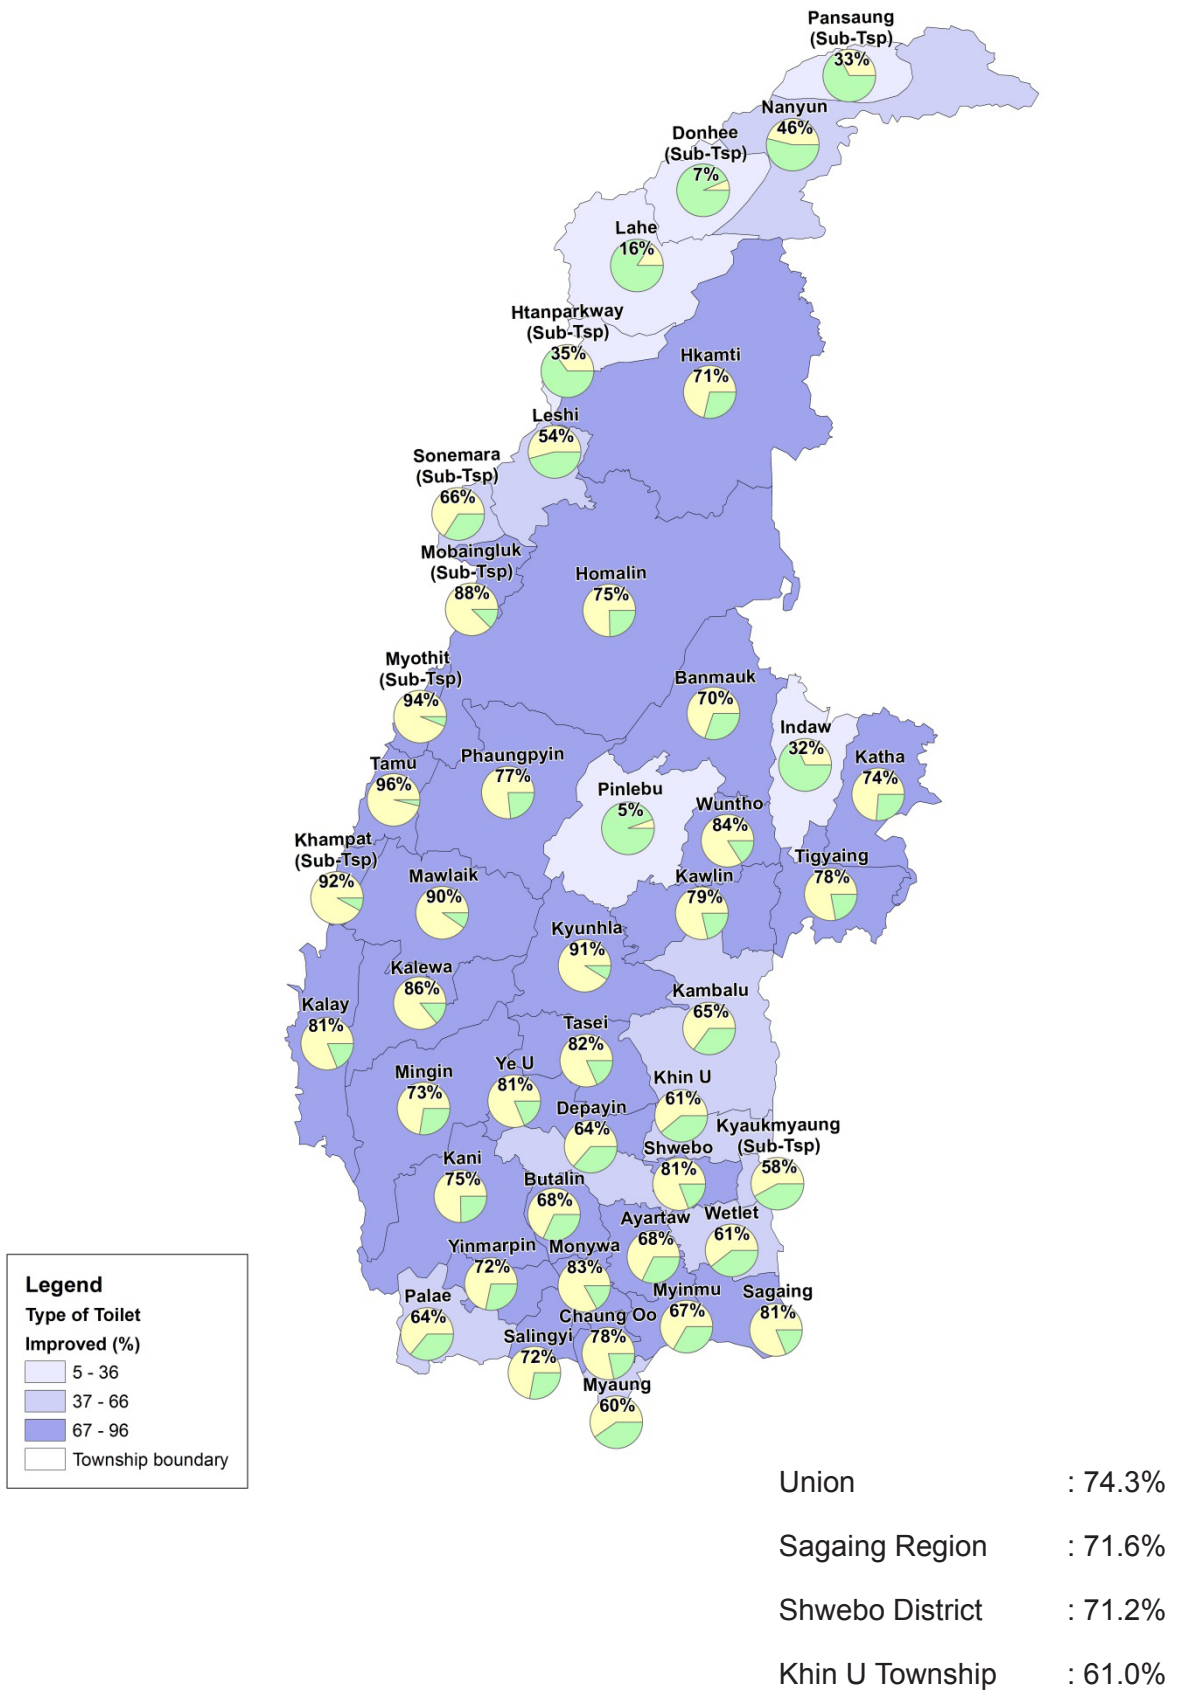 Pansaung
(Sub-Tsp)
33%
Nanyun
46%
Donhee
(Sub-Tsp)
7%
Lahe
16%
Htanparkway
(Sub-Tsp)
35%
Hkamti
71%
Leshi
54%
Sonemara
(Sub-Tsp)
66%
Mobaingluk
(Sub-Tsp)
88%
Homalin
75%
Myothit
(Sub-Tsp)
94%
Banmauk
70%
Indaw
32%
Katha
74%
Tamu
96%
Phaungpyin
77%
Pinlebu
5%
Wuntho
84%
Tigyaing
78%
Khampat
(Sub-Tsp)
92%
Mawlaik
90%
Kawlin
79%
Kyunhla
91%
Kalewa
86%
Kambalu
65%
Kalay
81%
Tasei
82%
Ye U
81%
Mingin
73%
Khin U
61%
Depayin
64%
Kyaukmyaung
(Sub-Tsp)
58%
Shwebo
81%
Kani
75%
Butalin
68%
Ayartaw
68%
Wetlet
61%
Yinmarpin
72%
Monywa
83%
Myinmu
67%
Sagaing
81%
Palae
64%
Chaung Oo
78%
Salingyi
72%
Myaung
60%
Legend
Type of Toilet
Improved (%)
5 - 36
37 - 66
67 - 96
Township boundary
Union : 74.3%
Sagaing Region : 71.6%
Shwebo District : 71.2%
Khin U Township : 61.0%